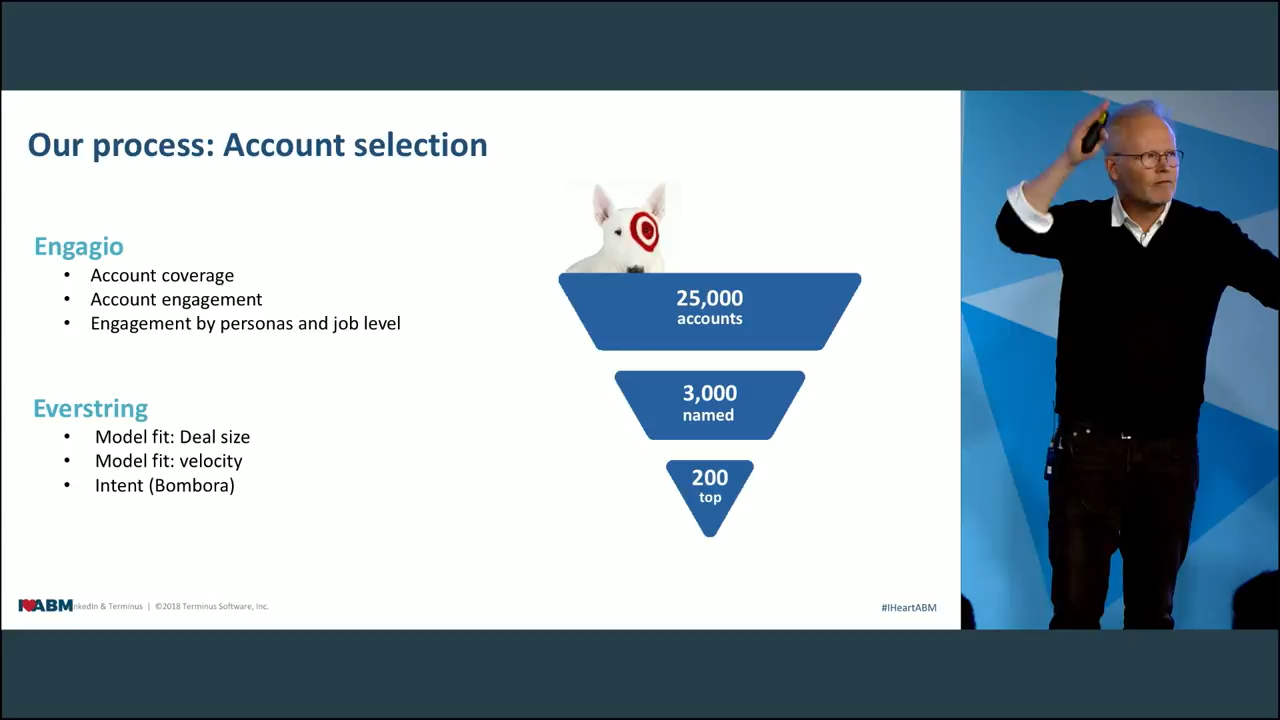 Our process: Account selection
Engagio
• Account coverage
• Account engagement
• Engagement by personas and job level
Everstring
• Model fit: Deal size
• Model fit: velocity
• Intent (Bombora)
25,000
accounts
3,000
named
200
top
I ABM nkedIn & Terminus | ©2018 Terminus Software, Inc.
#IHeartABM